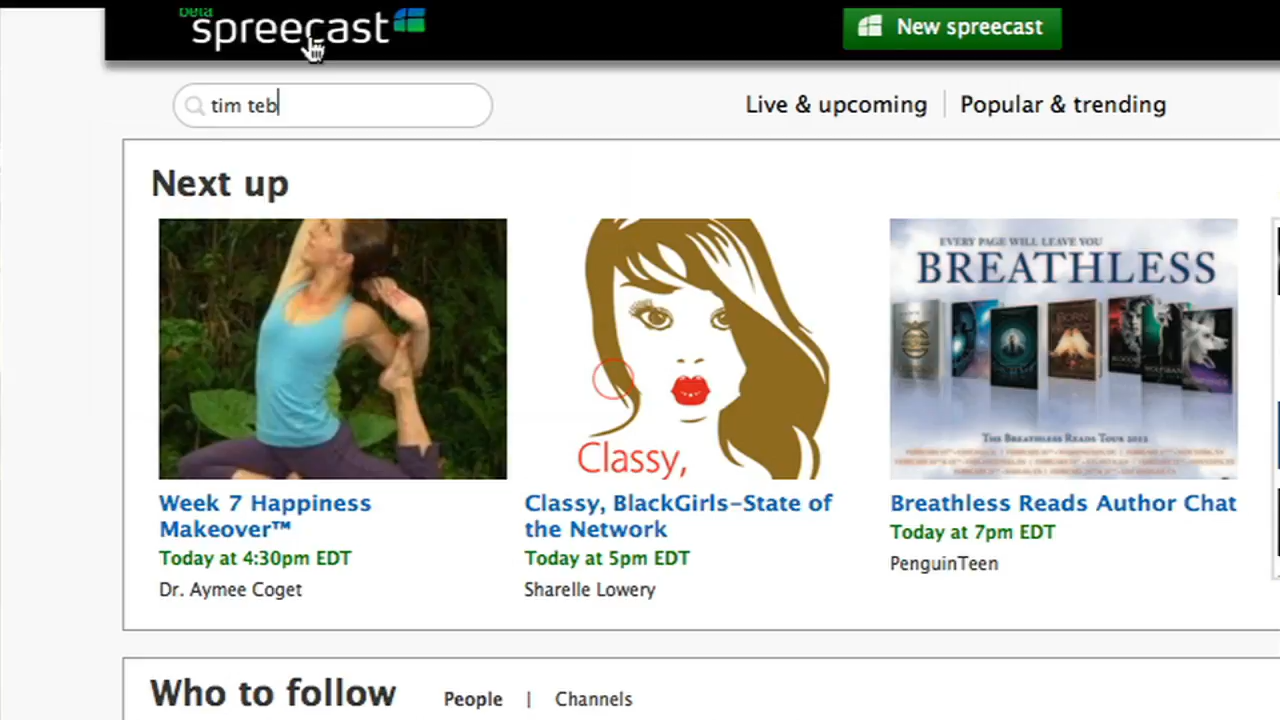 beta
spreecast
New spreecast
tim teb
Live & upcoming
Popular & trending
Next up
Classy,
EVERY PAGE WILL LEAVE YOU
BREATHLESS
THE BREATHLESS READS TOUR 2012
Week 7 Happiness
Makeover™
Today at 4:30pm EDT
Dr. Aymee Coget
Classy, BlackGirls-State of
the Network
Today at 5pm EDT
Sharelle Lowery
Breathless Reads Author Chat
Today at 7pm EDT
PenguinTeen
Who to follow
People | Channels